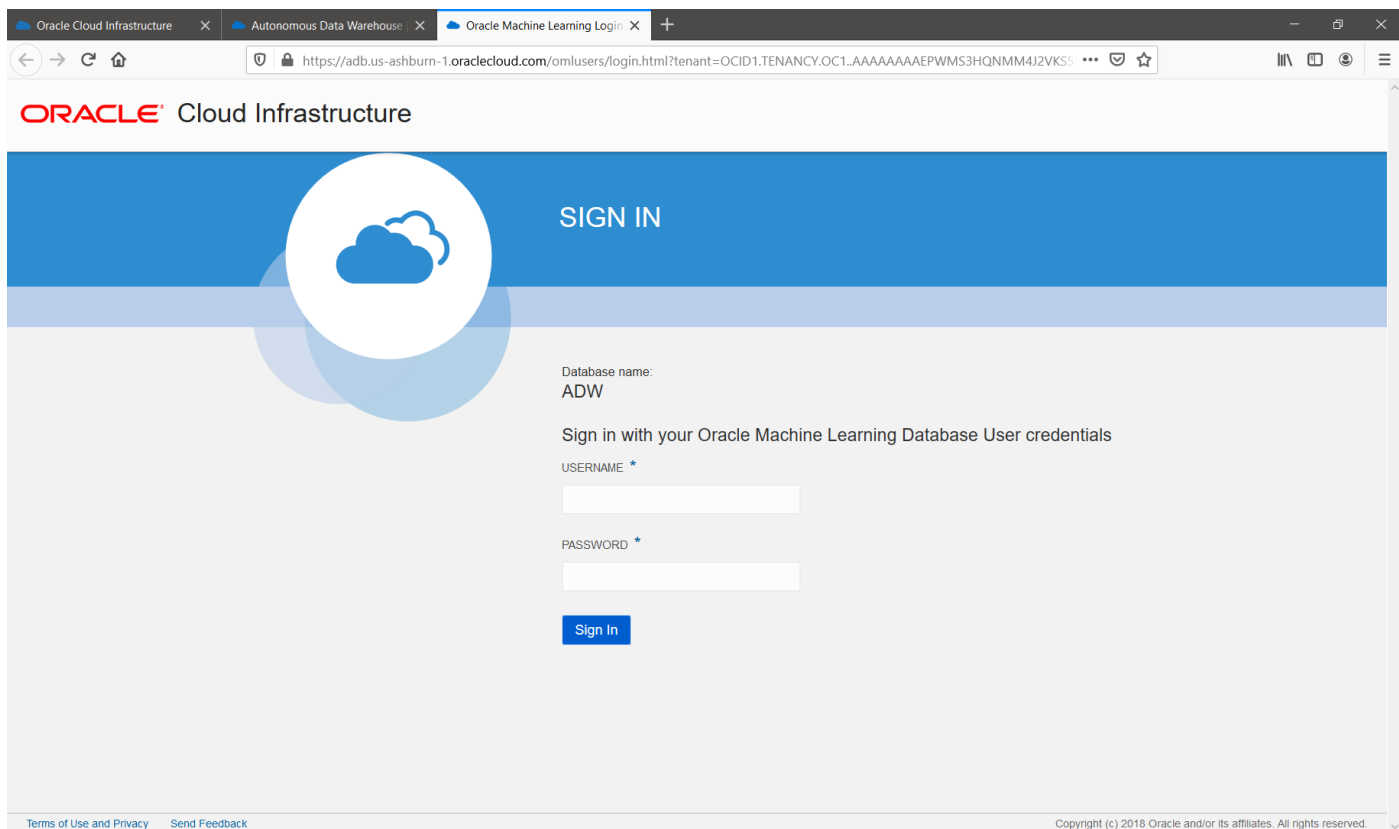 Oracle Cloud Infrastructure
Autonomous Data Warehouse |
Oracle Machine Learning Login
https://adb.us-ashburn-1.oraclecloud.com/omlusers/login.html?tenant=OCID1.TENANCY.OC1..AAAAAAAAEPWMS3HQNMM4J2VKS5
ORACLE Cloud Infrastructure
SIGN IN
Database name:
ADW
Sign in with your Oracle Machine Learning Database User credentials
USERNAME *
PASSWORD *
Sign In
Terms of Use and Privacy Send Feedback Copyright (c) 2018 Oracle and/or its affiliates. All rights reserved.